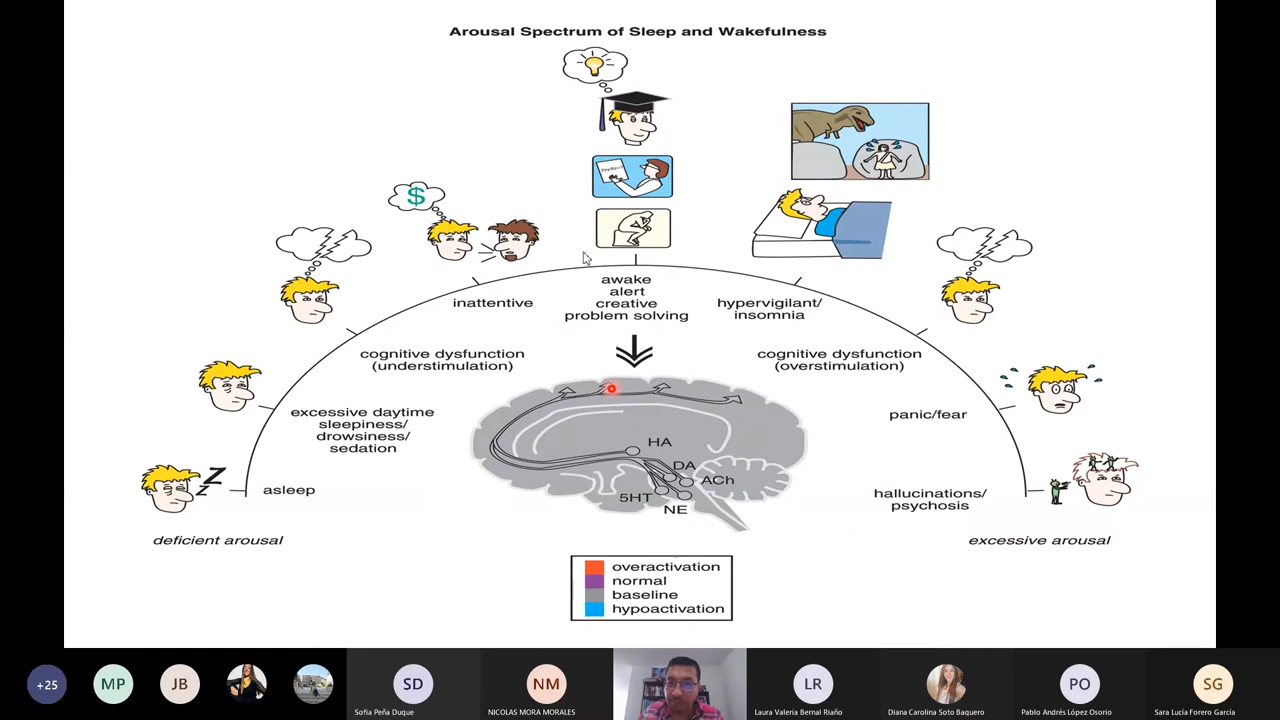 Arousal Spectrum of Sleep and Wakefulness
$
inattentive
awake
alert
creative
problem solving
hypervigilant/
insomnia
cognitive dysfunction
(understimulation)
cognitive dysfunction
(overstimulation)
excessive daytime
sleepiness/
drowsiness/
sedation
panic/fear
Z
Z
asleep
HA
DA
ACh
5HT
NE
hallucinations/
psychosis
deficient arousal
excessive arousal
overactivation
normal
baseline
hypoactivation
+25
MP
JB
SD
NM
LR
PO
SG
Sofía Peña Duque
NICOLAS MORA MORALES
Laura Valeria Bernal Riaño
Diana Carolina Soto Baquero
Pablo Andrés López Osorio
Sara Lucía Forero García